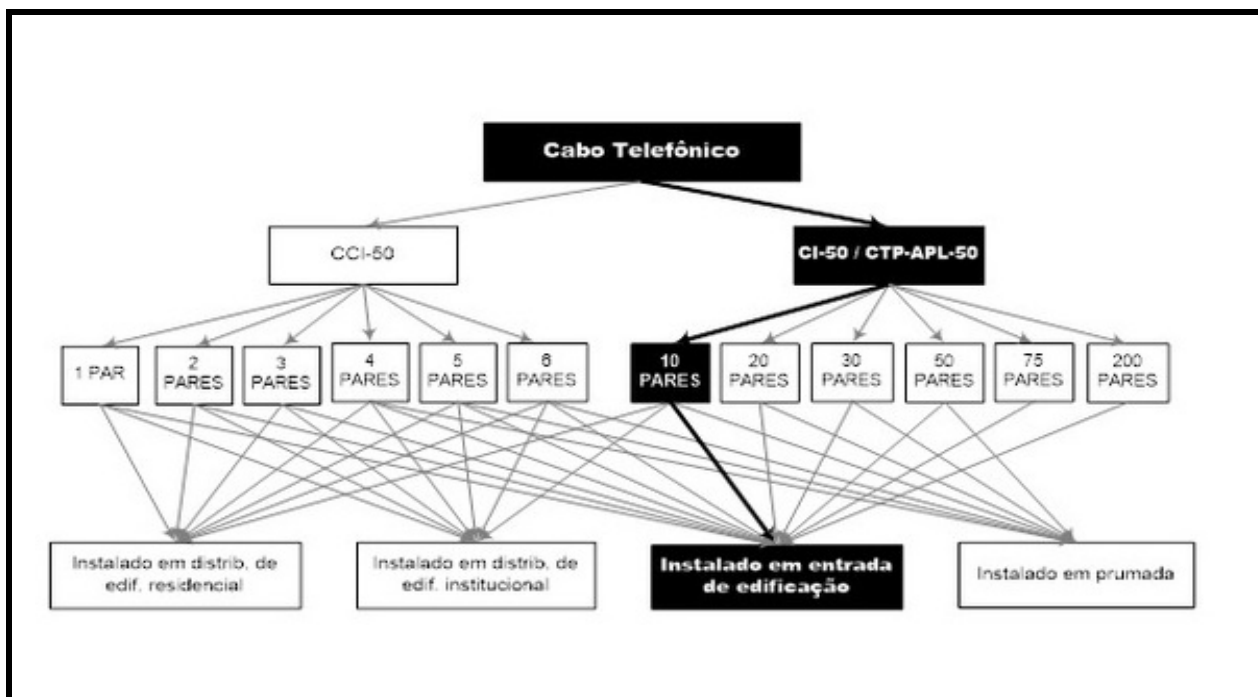 Cabo Telefônico
CCI-50
CI-50 / CTP-APL-50
1 PAR
2
PARES
3
PARES
4
PARES
5
PARES
6
PARES
10
PARES
20
PARES
30
PARES
50
PARES
75
PARES
200
PARES
Instalado em distrib. de
edif. residencial
Instalado em distrib. de
edif. institucional
Instalado em entrada
de edificação
Instalado em prumada